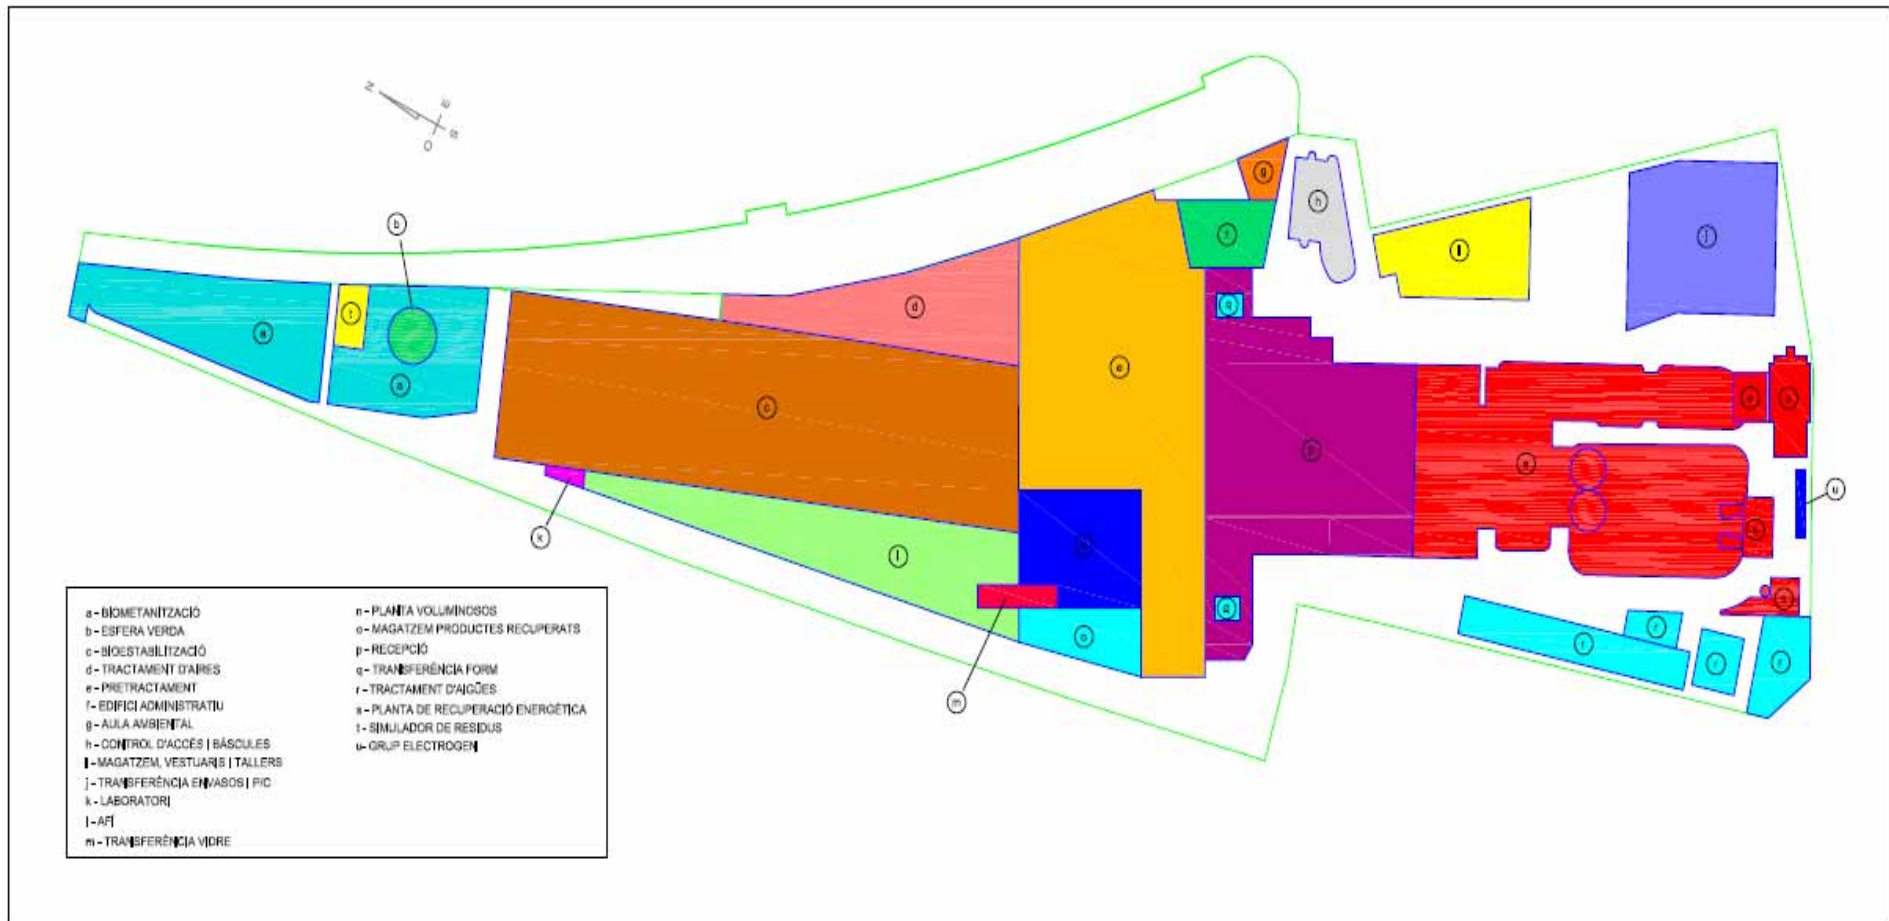 N
E
S
O
b
g
h
f
i
j
t
q
a
d
a
e
s
s
c
p
s
u
k
l
n
s
s
q
r
o
r
r
r
m
a - BIOMETANITZACIÓ
b - ESFERA VERDA
c - BIOESTABILITZACIÓ
d - TRACTAMENT D'AIRES
e - PRETRACTAMENT
f - EDIFICI ADMINISTRATIU
g - AULA AMBIENTAL
h - CONTROL D'ACCÉS I BÀSCULES
i - MAGATZEM, VESTUARIS I TALLERS
j - TRANSFERÈNCIA ENVASOS I P/C
k - LABORATORI
l - AFI
m - TRANSFERÈNCIA VIDRE
n - PLANTA VOLUMINOSOS
o - MAGATZEM PRODUCTES RECUPERATS
p - RECEPCIÓ
q - TRANSFERÈNCIA FORM
r - TRACTAMENT D'AIGÜES
s - PLANTA DE RECUPERACIÓ ENERGÈTICA
t - SIMULADOR DE RESIDUS
u - GRUP ELECTROGEN